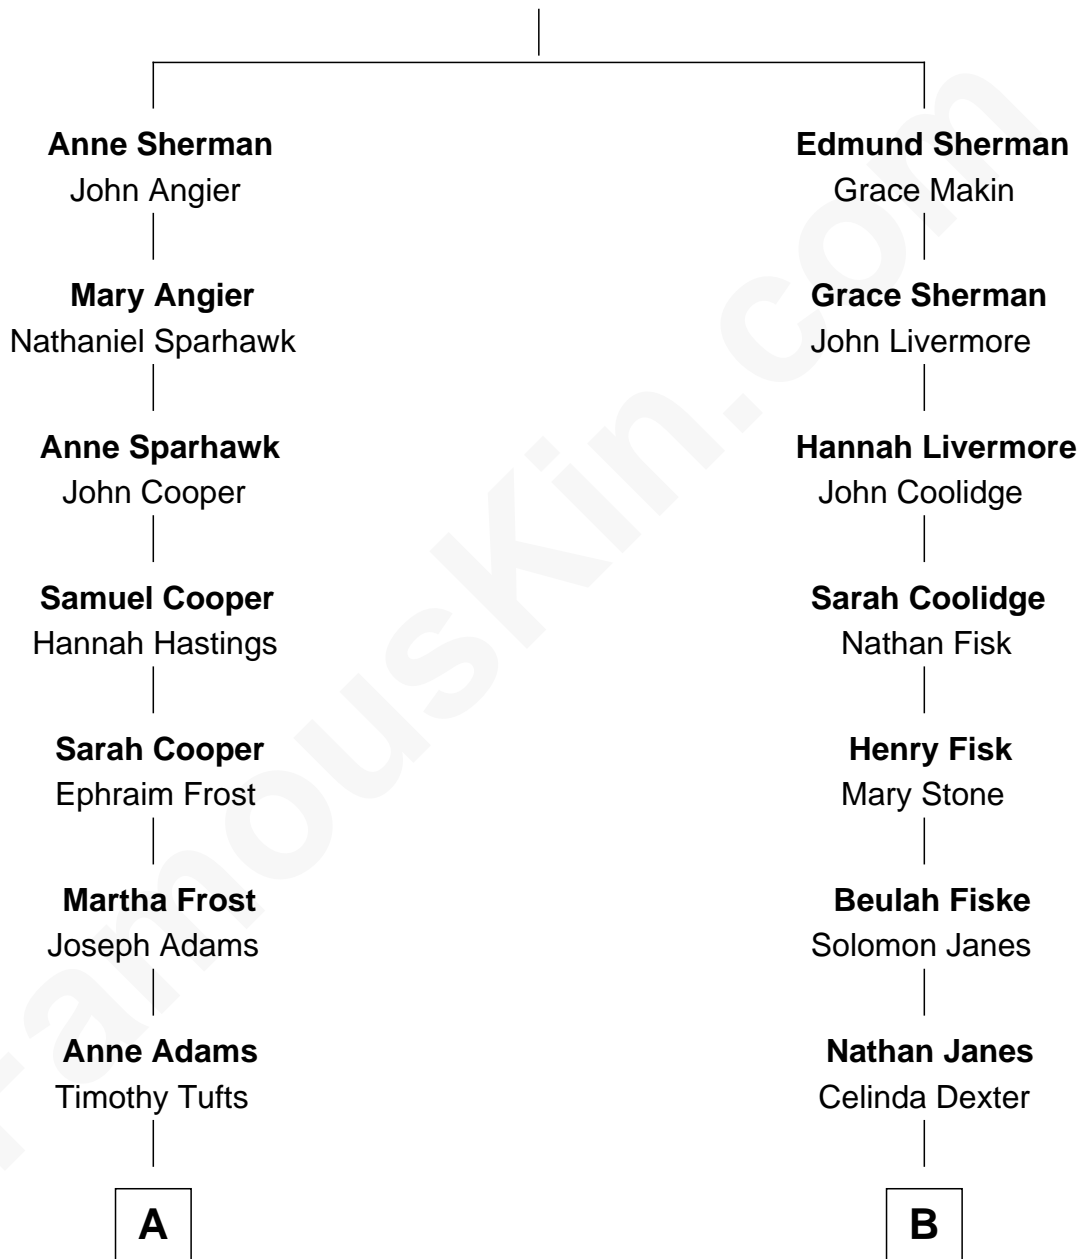 Anne Sherman
John Angier
Edmund Sherman
Grace Makin
Mary Angier
Nathaniel Sparhawk
Grace Sherman
John Livermore
Anne Sparhawk
John Cooper
Hannah Livermore
John Coolidge
Samuel Cooper
Hannah Hastings
Sarah Coolidge
Nathan Fisk
Sarah Cooper
Ephraim Frost
Henry Fisk
Mary Stone
Martha Frost
Joseph Adams
Beulah Fiske
Solomon Janes
Anne Adams
Timothy Tufts
Nathan Janes
Celinda Dexter
A
B
FamousKin.com